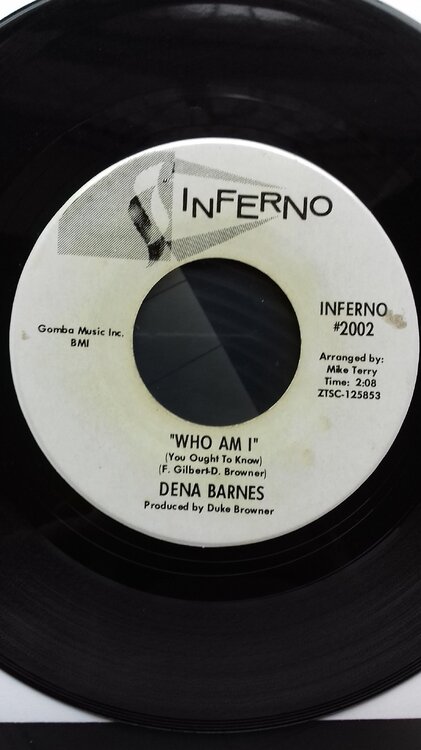 INFERNO
INFERNO
#2002
Gomba Music Inc.
BMI
Arranged by:
Mike Terry
Time: 2:08
ZTSC-125853
"WHO AM I"
(You Ought To Know)
(F. Gilbert-D. Browner)
DENA BARNES
Produced by Duke Browner